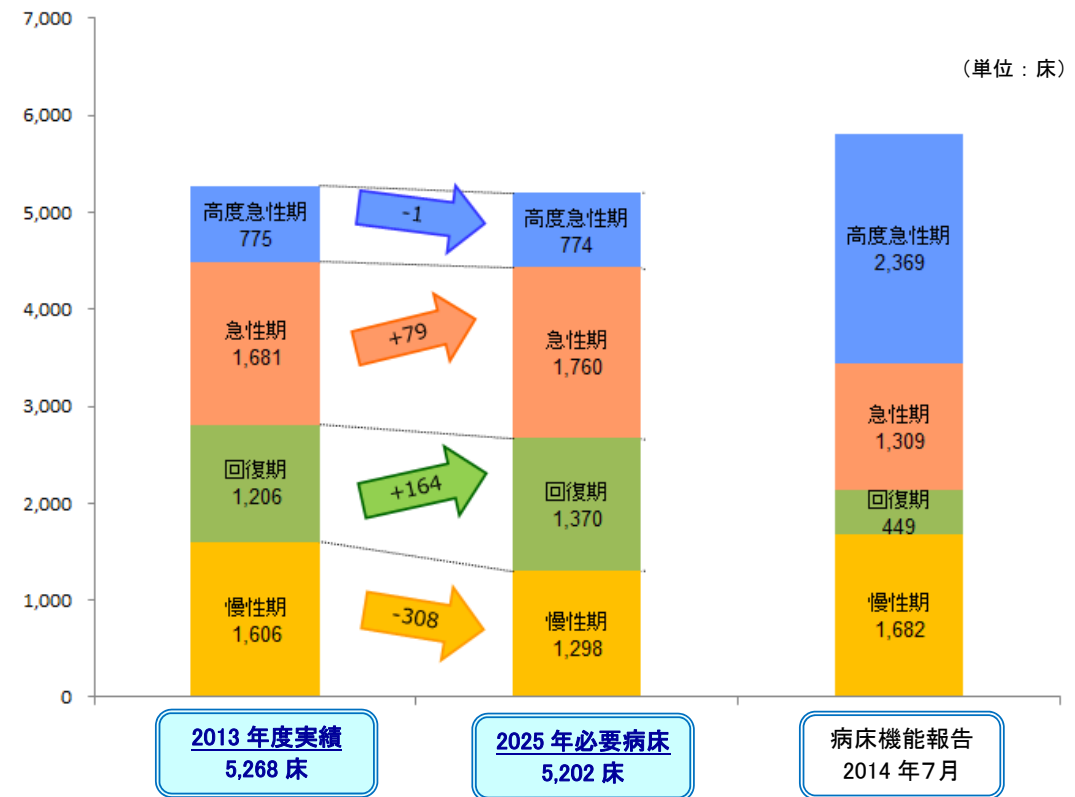 7,000
6,000
5,000
4,000
3,000
2,000
1,000
0
（単位：床）
高度急性期
775
急性期
1,681
回復期
1,206
慢性期
1,606
-1
+79
+164
-308
高度急性期
774
急性期
1,760
回復期
1,370
慢性期
1,298
高度急性期
2,369
急性期
1,309
回復期
449
慢性期
1,682
2013 年度実績
5,268 床
2025 年必要病床
5,202 床
病床機能報告
2014 年７月